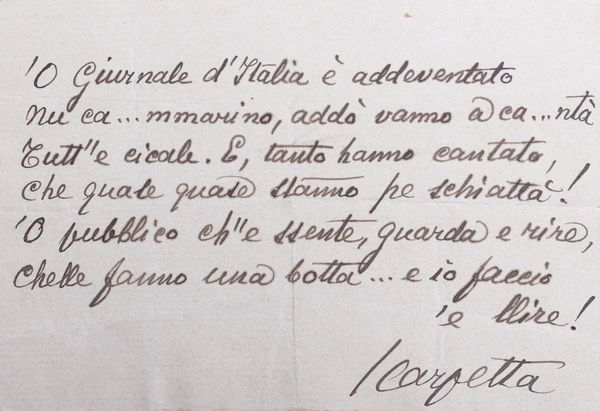 'O Giurnale d'Italia è addeventato
Nu ca...mmarino, addò vanno a ca...ntà
Tutt''e cicale. E, tanto hanno cantato,
che quase quase stanno pe schiattà!
'O pubblico ch''e ssente, guarda e rire,
chelle fanno una botta... e io faccio
'e llire!
Scarpetta